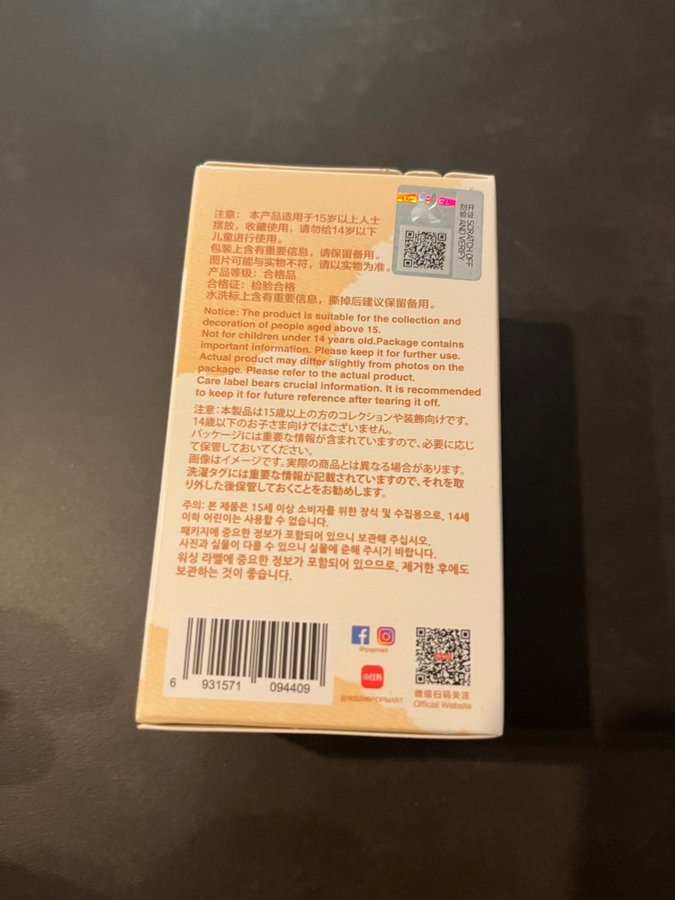 注意： 本产品适用于15岁以上人士
摆放，收藏使用，请勿给14岁以下
儿童进行使用。
包装上含有重要信息，请保留备用。
图片可能与实物不符，请以实物为准。
产品等级：合格品
合格证：检验合格
水洗标上含有重要信息，撕掉后建议保留备用。
刮开验证
SCRATCH OFF
AND VERIFY
Notice: The product is suitable for the collection and
decoration of people aged above 15.
Not for children under 14 years old.Package contains
important information. Please keep it for further use.
Actual product may differ slightly from photos on the
package. Please refer to the actual product.
Care label bears crucial information. It is recommended
to keep it for future reference after tearing it off.
注意：本製品は15歳以上の方のコレクションや装飾向けです。
14歳以下のお子さま向けではございません。
パッケージには重要な情報が含まれていますので、必要に応じ
て保管しておいてください。
画像はイメージです。実際の商品とは異なる場合があります。
洗濯タグには重要な情報が記載されていますので、それを取
り外した後保管しておくことをお勧めします。
주의: 본 제품은 15세 이상 소비자를 위한 장식 및 수집용으로, 14세
이하 어린이는 사용할 수 없습니다.
패키지에 중요한 정보가 포함되어 있으니 보관해 주십시오.
사진과 실물이 다를 수 있으니 실물에 준해 주시기 바랍니다.
워싱 라벨에 중요한 정보가 포함되어 있으므로, 제거한 후에도
보관하는 것이 좋습니다.
6 931571 094409
@popmart
小红书
@泡泡玛特POPMART
微信扫码关注
Official Website